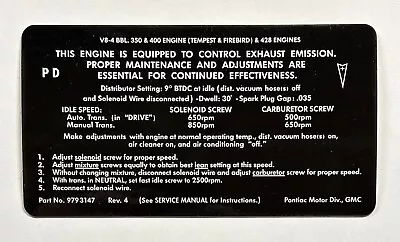 V8-4 BBL. 350 & 400 ENGINE (TEMPEST & FIREBIRD) & 428 ENGINES
THIS ENGINE IS EQUIPPED TO CONTROL EXHAUST EMISSION.
PROPER MAINTENANCE AND ADJUSTMENTS ARE
ESSENTIAL FOR CONTINUED EFFECTIVENESS.
PD
Distributor Setting: 9° BTDC at idle (dist. vacuum hose(s) off
and Solenoid Wire disconnected) -Dwell: 30° -Spark Plug Gap: .035
IDLE SPEED: SOLENOID SCREW CARBURETOR SCREW
Auto. Trans. (in "DRIVE") 650rpm 500rpm
Manual Trans. 850rpm 650rpm
Make adjustments with engine at normal operating temp., dist. vacuum hose(s) on,
air cleaner on, and air conditioning "off."
1. Adjust solenoid screw for proper speed.
2. Adjust mixture screws equally to obtain best lean setting at this speed.
3. Without changing mixture, disconnect solenoid wire and adjust carburetor screw for proper speed.
4. With trans. in NEUTRAL, set fast idle screw to 2500rpm.
5. Reconnect solenoid wire.
Part No. 9793147 Rev. 4 (See SERVICE MANUAL for Instructions.) Pontiac Motor Div., GMC